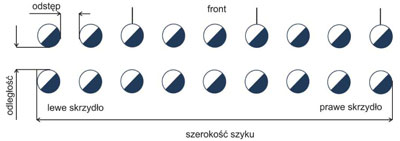 odstęp
front
odległość
lewe skrzydło
prawe skrzydło
szerokość szyku